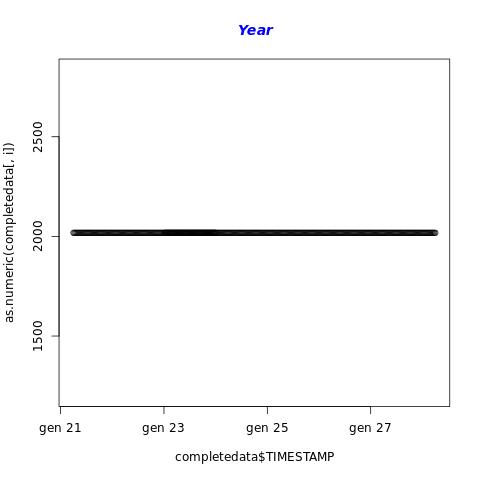 Year
as.numeric(completedata[, i])
2500
2000
1500
gen 21
gen 23
gen 25
gen 27
completedata$TIMESTAMP